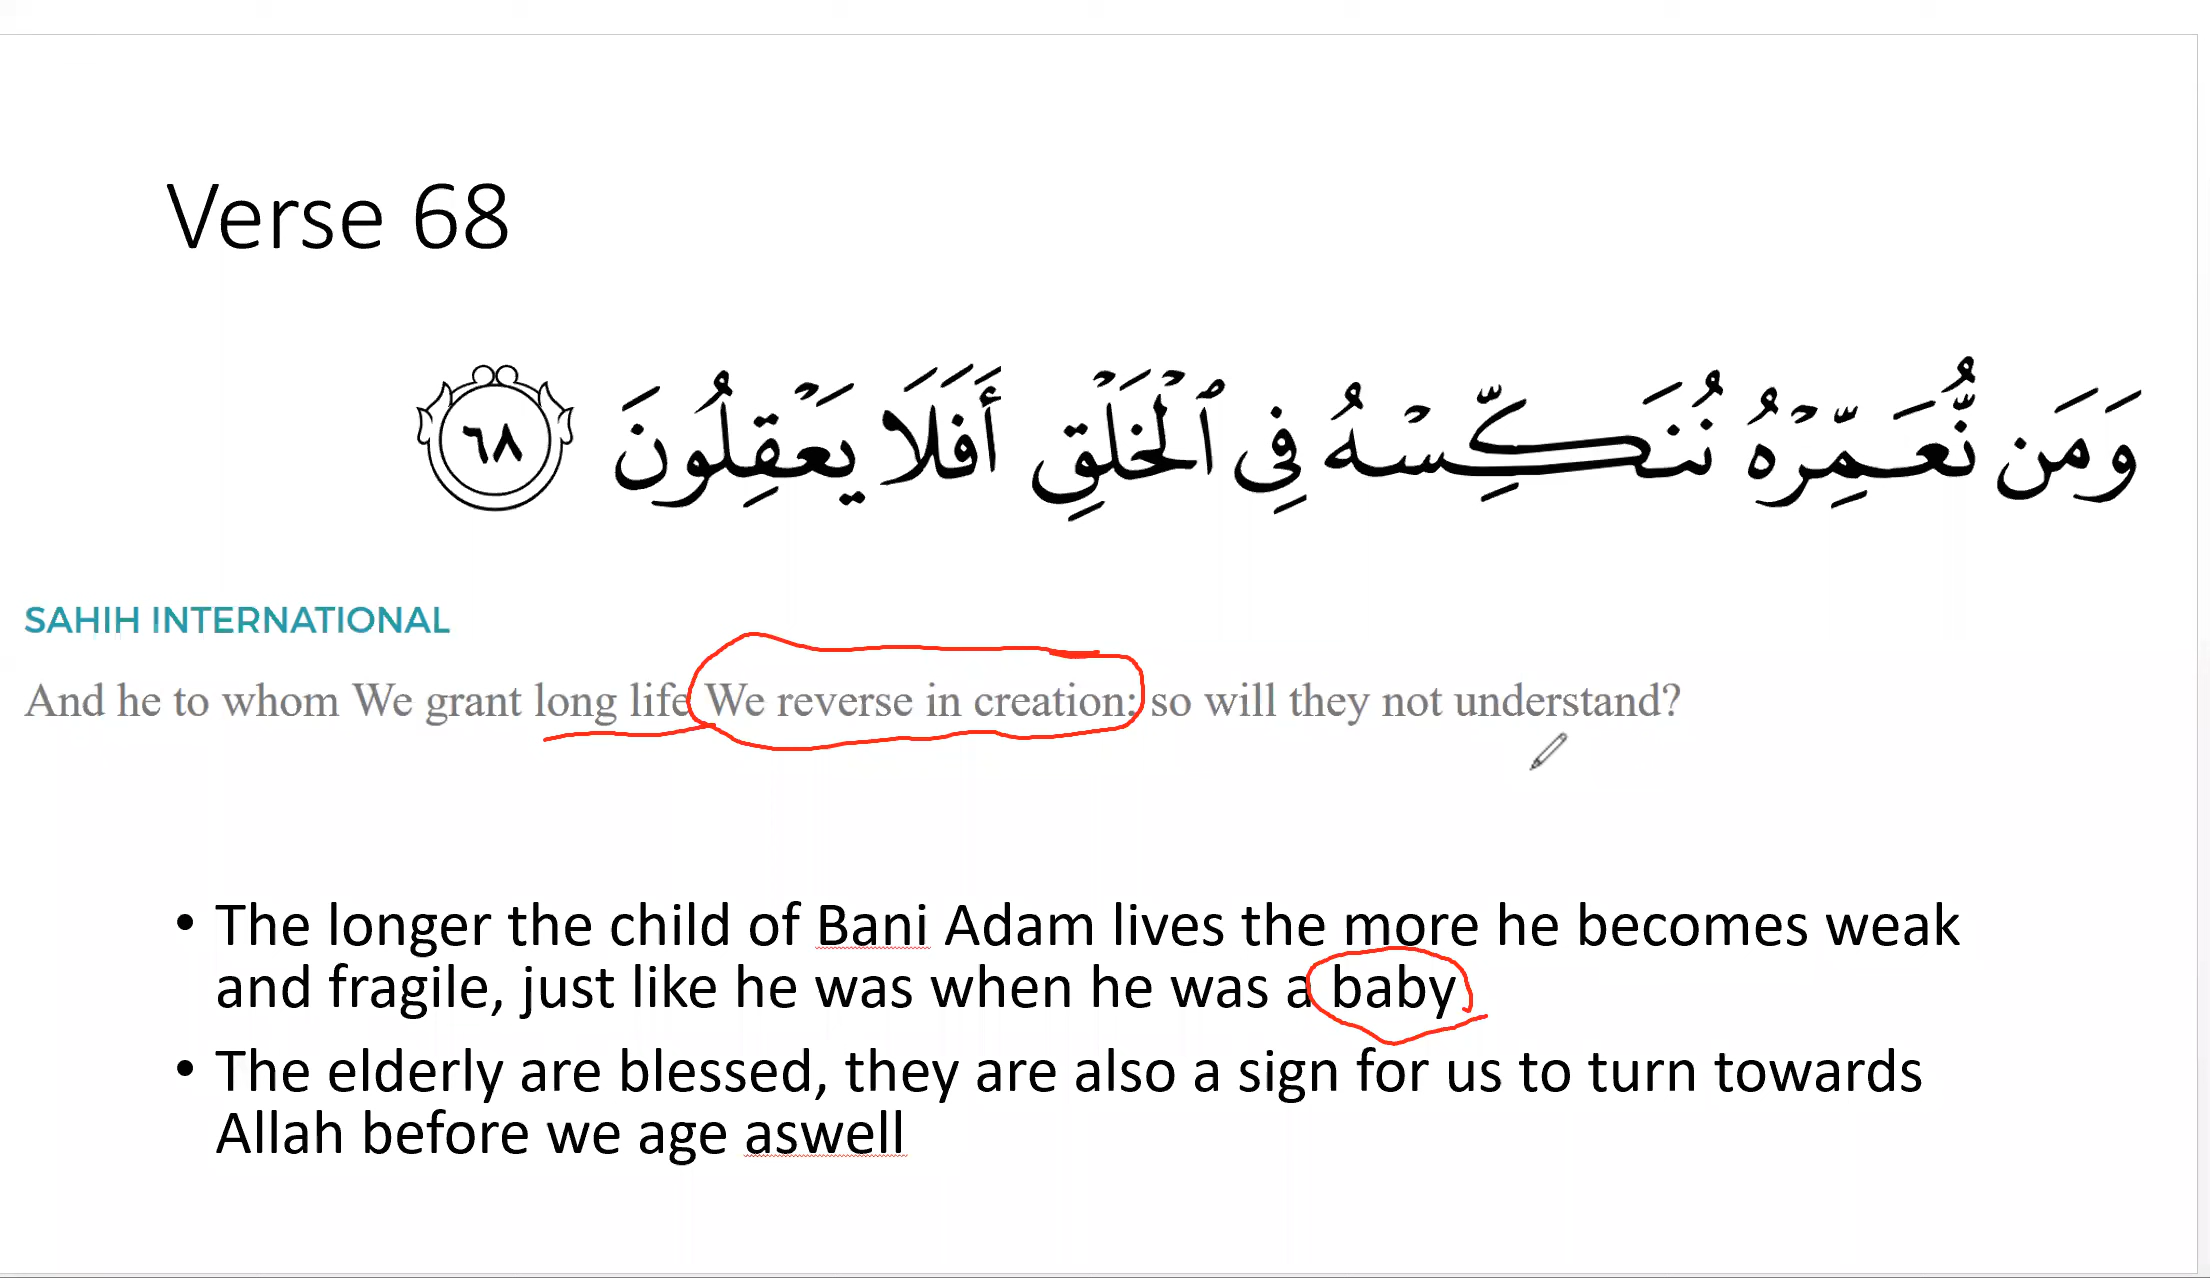 Verse 68
وَمَن نُّعَمِّرْهُ نُنَكِّسْهُ فِى ٱلْخَلْقِ أَفَلَا يَعْقِلُونَ ٦٨
SAHIH INTERNATIONAL
And he to whom We grant long life We reverse in creation; so will they not understand?
• The longer the child of Bani Adam lives the more he becomes weak
and fragile, just like he was when he was a baby,
• The elderly are blessed, they are also a sign for us to turn towards
Allah before we age aswell